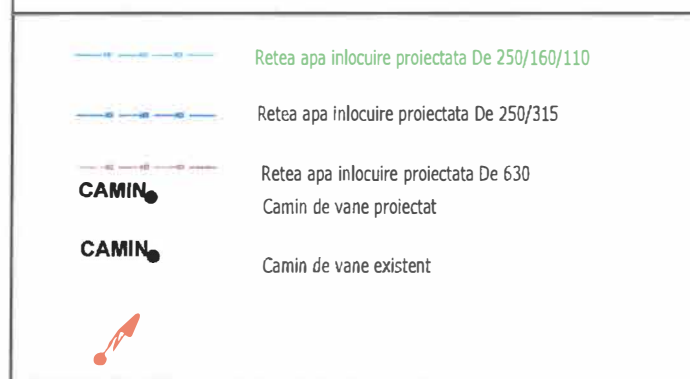 Retea apa inlocuire proiectata De 250/160/110
Retea apa inlocuire proiectata De 250/315
Retea apa inlocuire proiectata De 630
CAMIN
Camin de vane proiectat
CAMIN
Camin de vane existent